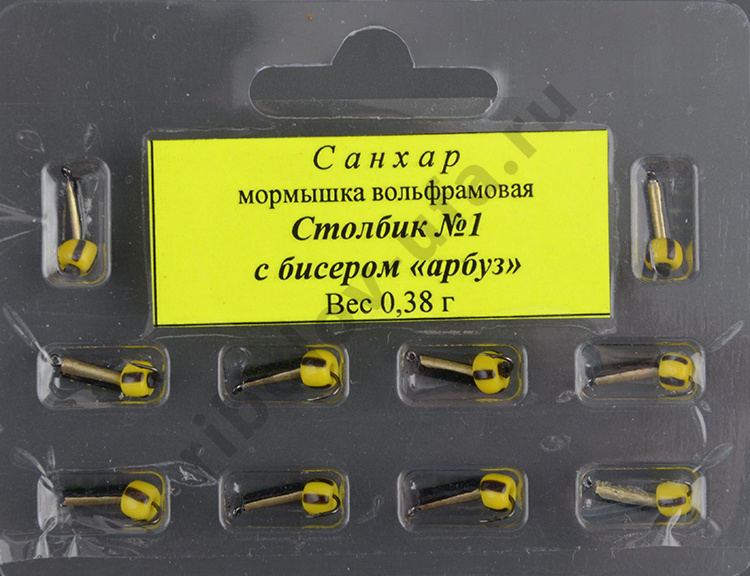 Санхар
мормышка вольфрамовая
Столбик №1
с бисером «арбуз»
Вес 0,38 г